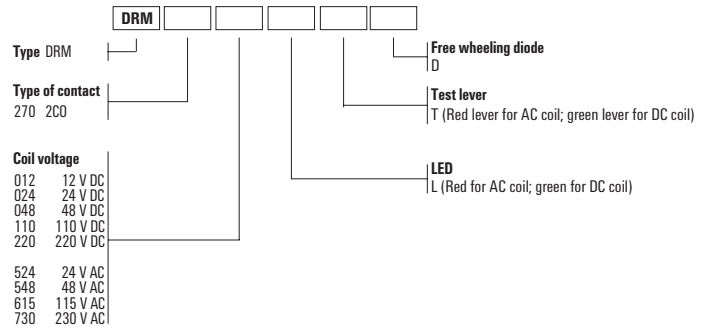 DRM
Type DRM
Type of contact
270 2CO
Coil voltage
012 12 V DC
024 24 V DC
048 48 V DC
110 110 V DC
220 220 V DC
524 24 V AC
548 48 V AC
615 115 V AC
730 230 V AC
Free wheeling diode
D
Test lever
T (Red lever for AC coil; green lever for DC coil)
LED
L (Red for AC coil; green for DC coil)